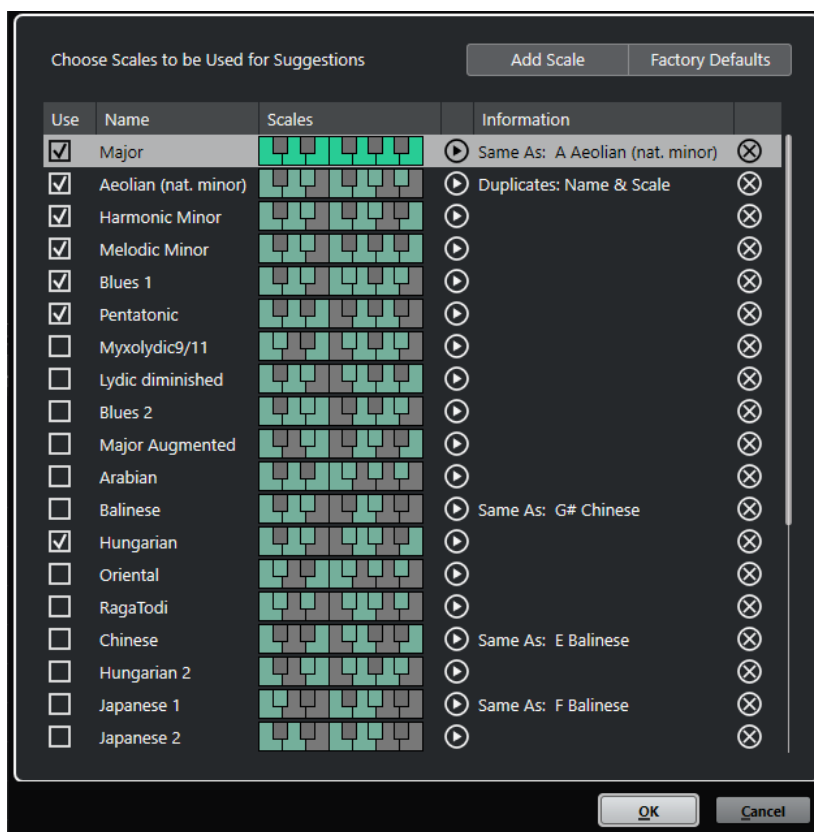 Choose Scales to be Used for Suggestions Add Scale Factory Defaults
Use Name Scales Information
Major Same As: A Aeolian (nat. minor)
Aeolian (nat. minor) Duplicates: Name & Scale
Harmonic Minor
Melodic Minor
Blues 1
Pentatonic
Myxolydic9/11
Lydic diminished
Blues 2
Major Augmented
Arabian
Balinese Same As: G# Chinese
Hungarian
Oriental
RagaTodi
Chinese Same As: E Balinese
Hungarian 2
Japanese 1 Same As: F Balinese
Japanese 2
OK Cancel